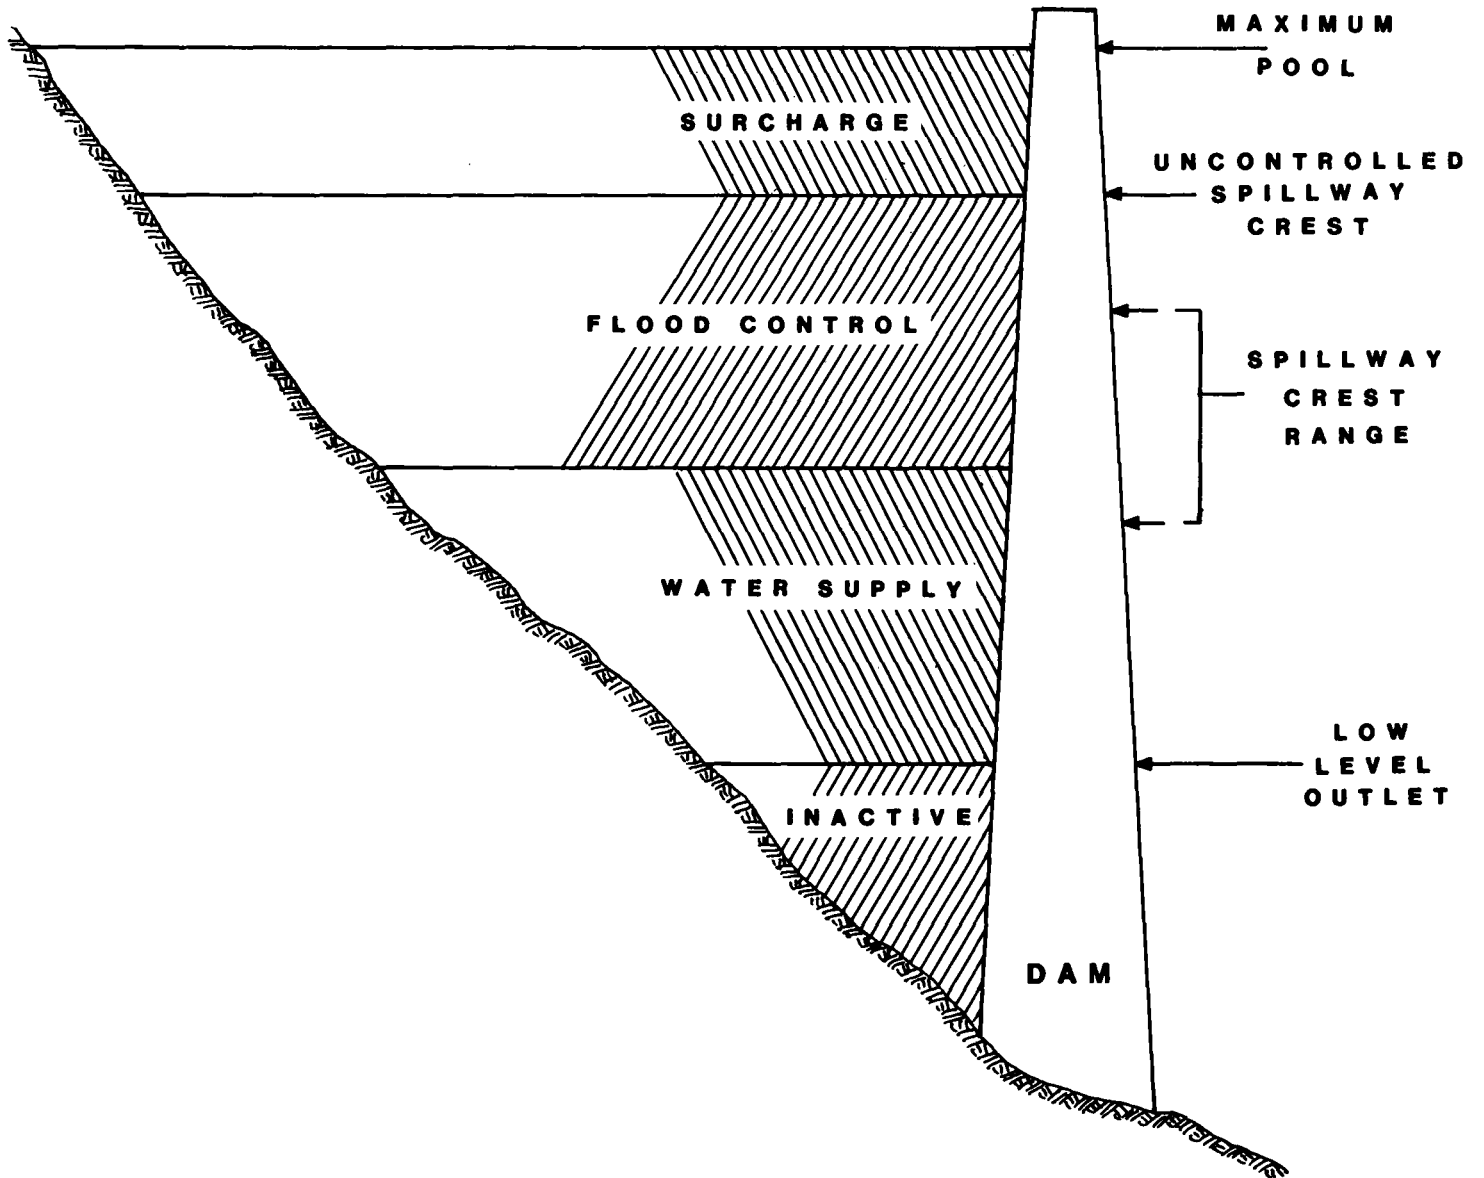 MAXIMUM
POOL
SURCHARGE
UNCONTROLLED
SPILLWAY
CREST
FLOOD CONTROL
SPILLWAY
CREST
RANGE
WATER SUPPLY
LOW
LEVEL
OUTLET
INACTIVE
DAM